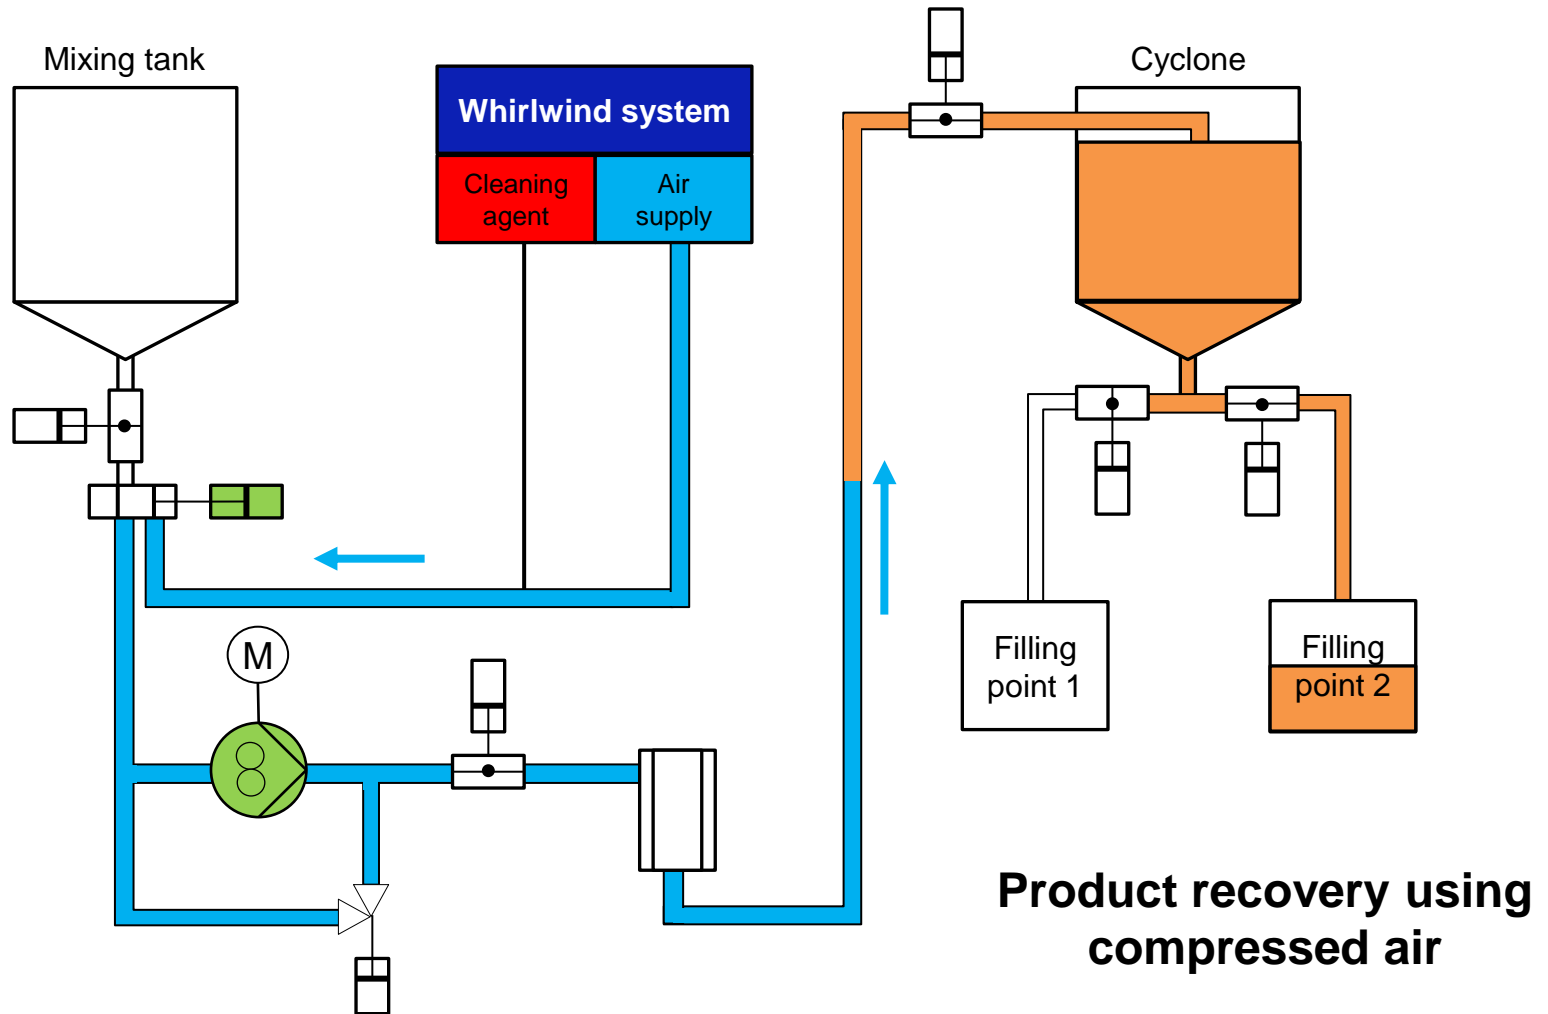 Mixing tank
Whirlwind system
Cleaning
agent
Air
supply
Cyclone
M
Filling
point 1
Filling
point 2
Product recovery using
compressed air